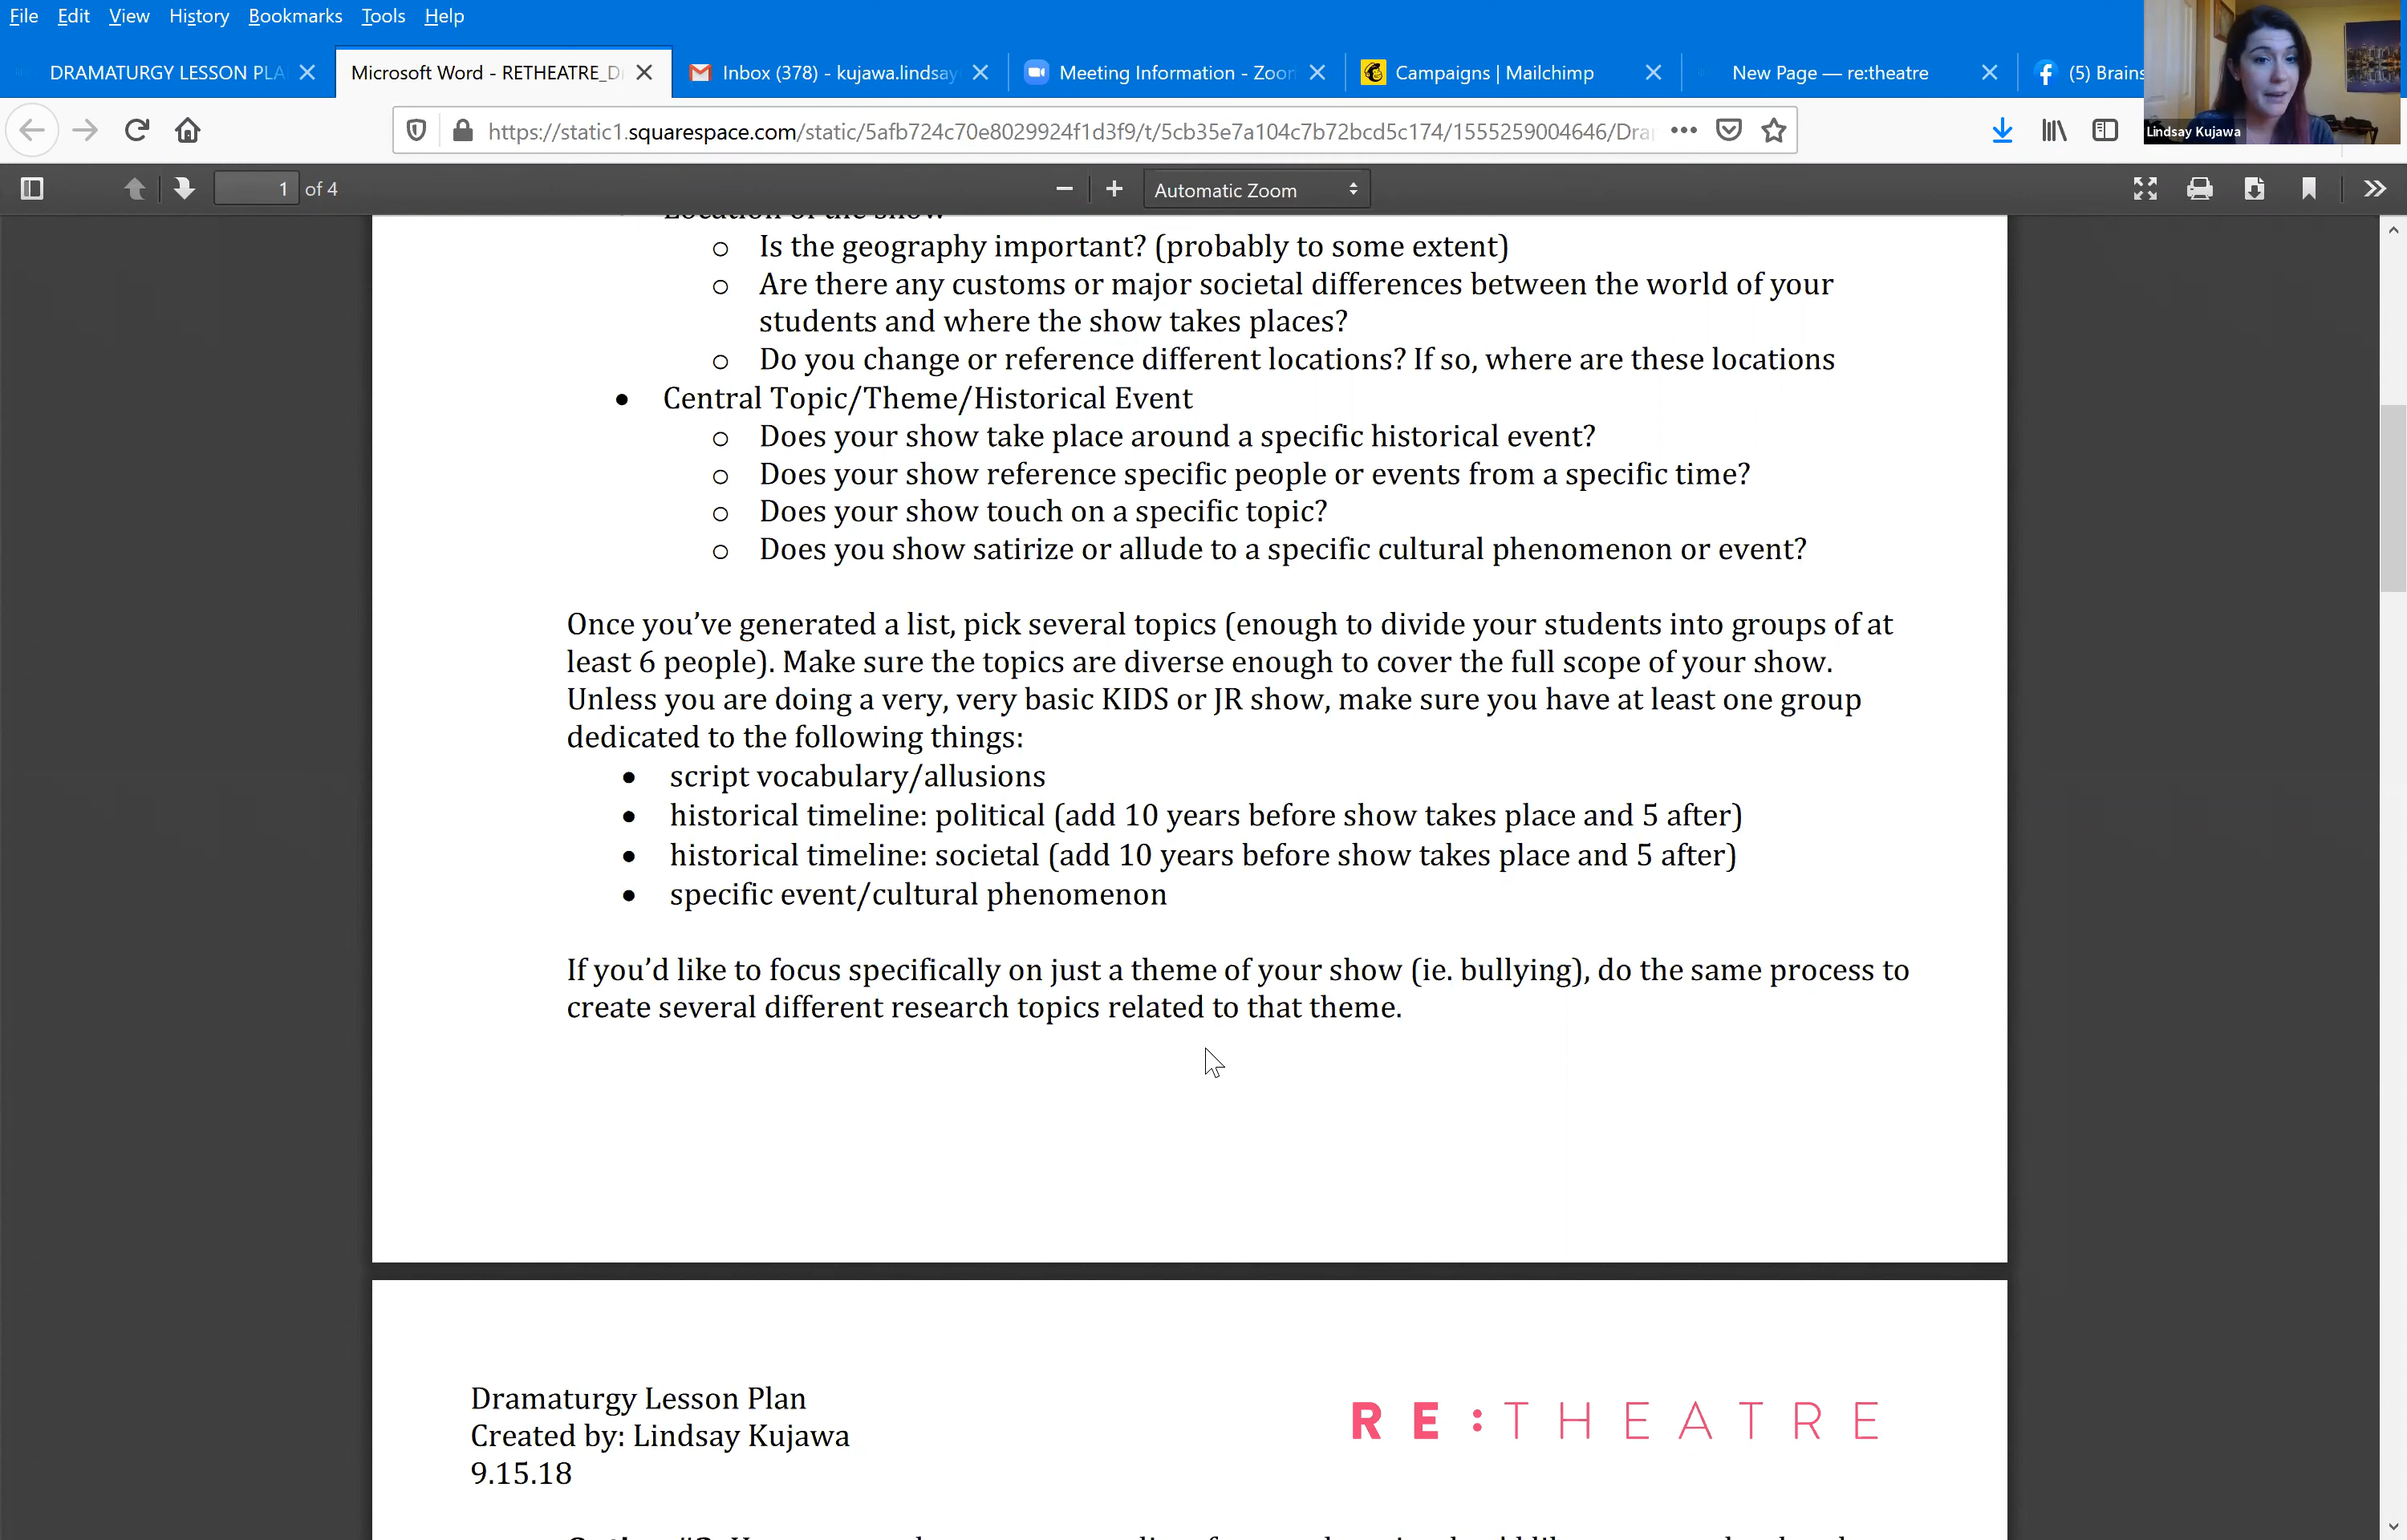 File Edit View History Bookmarks Tools Help
DRAMATURGY LESSON PLA
Microsoft Word - RETHEATRE_D
Inbox (378) - kujawa.lindsay
Meeting Information - Zoom
Campaigns | Mailchimp
New Page — re:theatre
(5) Brains
Lindsay Kujawa
https://static1.squarespace.com/static/5afb724c70e8029924f1d3f9/t/5cb35e7a104c7b72bcd5c174/1555259004646/Dra
1 of 4
Automatic Zoom
Location of the show
o Is the geography important? (probably to some extent)
o Are there any customs or major societal differences between the world of your
students and where the show takes places?
o Do you change or reference different locations? If so, where are these locations
• Central Topic/Theme/Historical Event
o Does your show take place around a specific historical event?
o Does your show reference specific people or events from a specific time?
o Does your show touch on a specific topic?
o Does you show satirize or allude to a specific cultural phenomenon or event?
Once you’ve generated a list, pick several topics (enough to divide your students into groups of at
least 6 people). Make sure the topics are diverse enough to cover the full scope of your show.
Unless you are doing a very, very basic KIDS or JR show, make sure you have at least one group
dedicated to the following things:
• script vocabulary/allusions
• historical timeline: political (add 10 years before show takes place and 5 after)
• historical timeline: societal (add 10 years before show takes place and 5 after)
• specific event/cultural phenomenon
If you’d like to focus specifically on just a theme of your show (ie. bullying), do the same process to
create several different research topics related to that theme.
Dramaturgy Lesson Plan
RE:THEATRE
Created by: Lindsay Kujawa
9.15.18